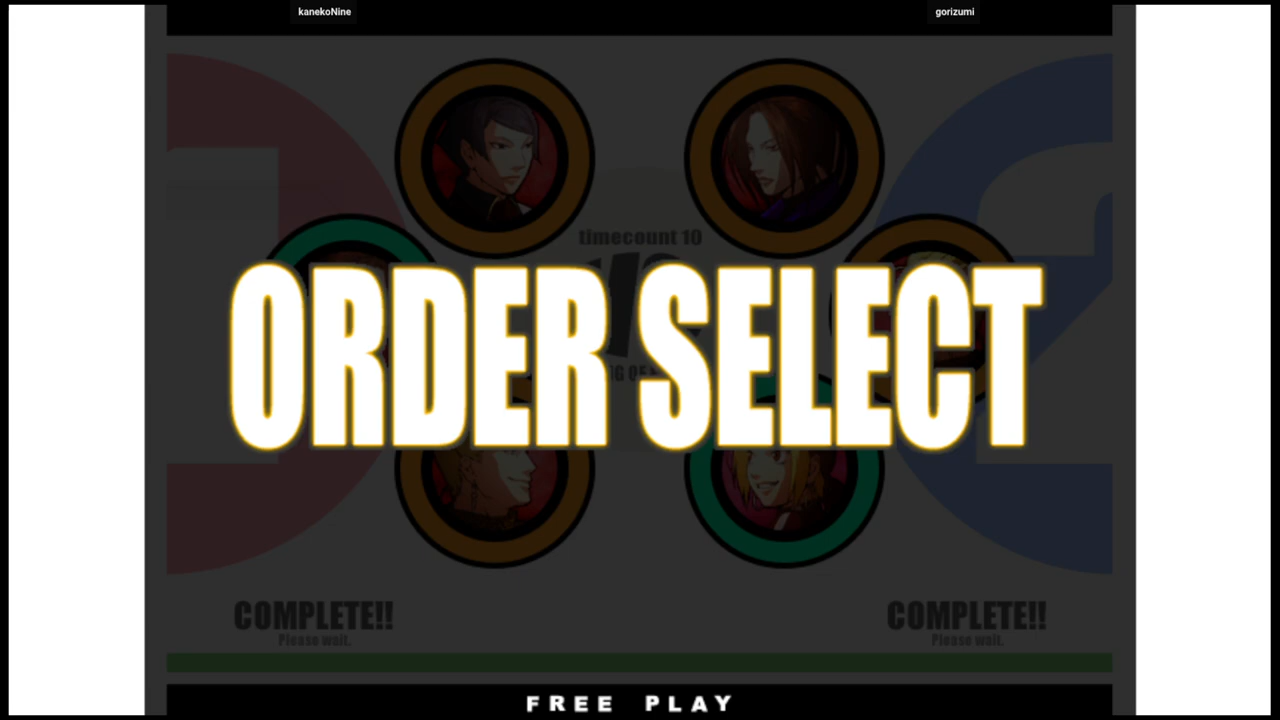 kanekoNine
gorizumi
timecount 10
ORDER SELECT
COMPLETE!!
Please wait.
COMPLETE!!
Please wait.
FREE PLAY